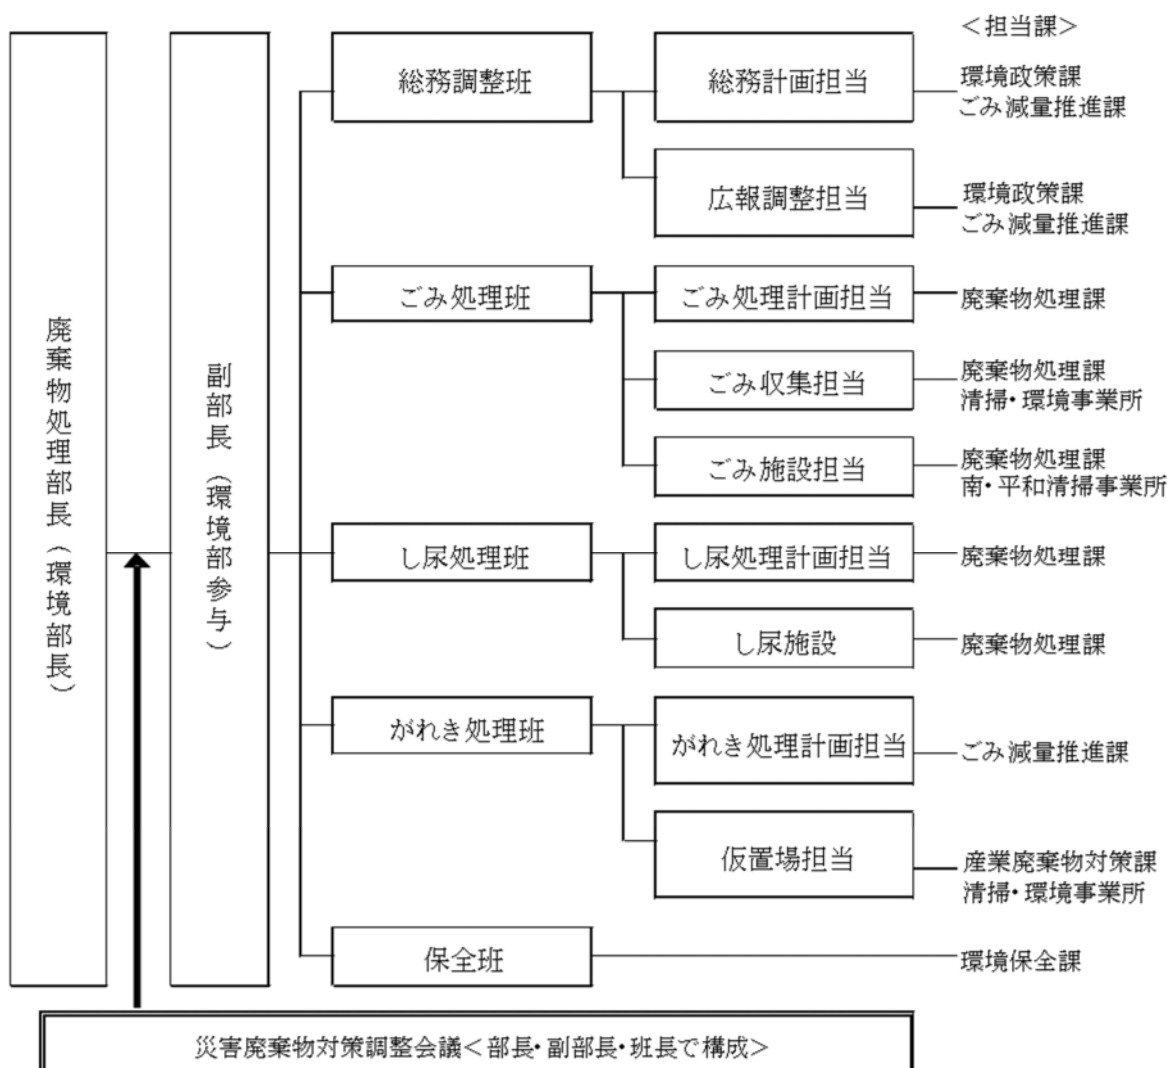 ＜担当課＞
廃棄物処理部長（環境部長）
副部長（環境部参与）
総務調整班
総務計画担当
環境政策課
ごみ減量推進課
広報調整担当
環境政策課
ごみ減量推進課
ごみ処理班
ごみ処理計画担当
廃棄物処理課
ごみ収集担当
廃棄物処理課
清掃・環境事業所
ごみ施設担当
廃棄物処理課
南・平和清掃事業所
し尿処理班
し尿処理計画担当
廃棄物処理課
し尿施設
廃棄物処理課
がれき処理班
がれき処理計画担当
ごみ減量推進課
仮置場担当
産業廃棄物対策課
清掃・環境事業所
保全班
環境保全課
災害廃棄物対策調整会議＜部長・副部長・班長で構成＞